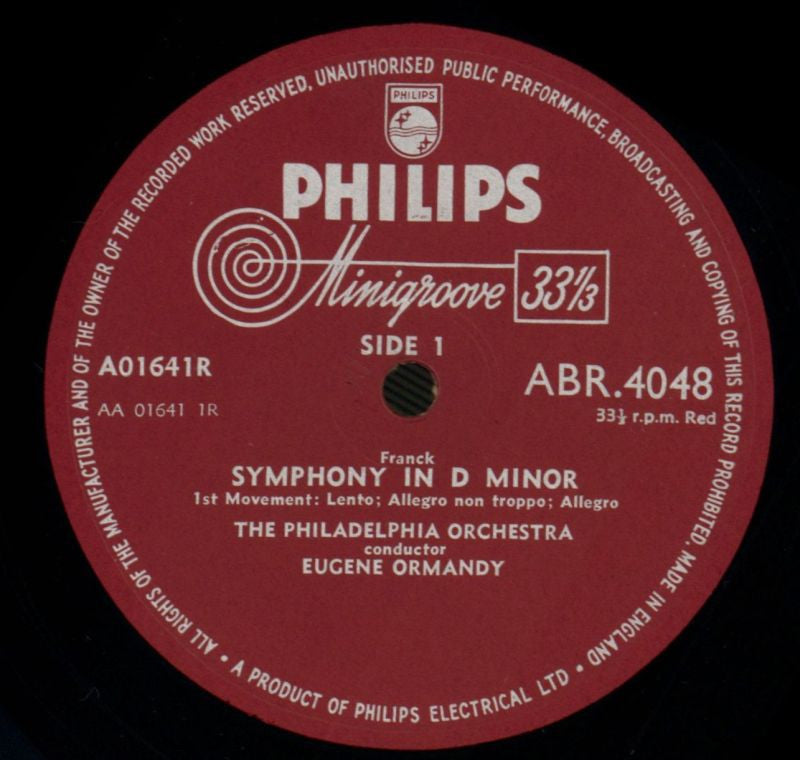 ALL RIGHTS OF THE MANUFACTURER AND OF THE OWNER OF THE RECORDED WORK RESERVED, UNAUTHORISED PUBLIC PERFORMANCE, BROADCASTING AND COPYING OF THIS RECORD PROHIBITED, MADE IN ENGLAND
PHILIPS
PHILIPS
Minigroove 33⅓
SIDE 1
A01641R
ABR.4048
AA 01641 1R
33⅓ r.p.m. Red
Franck
SYMPHONY IN D MINOR
1st Movement: Lento; Allegro non troppo; Allegro
THE PHILADELPHIA ORCHESTRA
conductor
EUGENE ORMANDY
• A PRODUCT OF PHILIPS ELECTRICAL LTD •